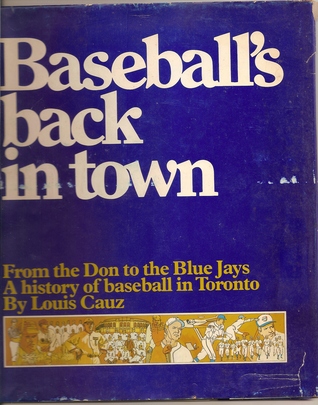 Baseball's
back
in town
From the Don to the Blue Jays
A history of baseball in Toronto
By Louis Cauz